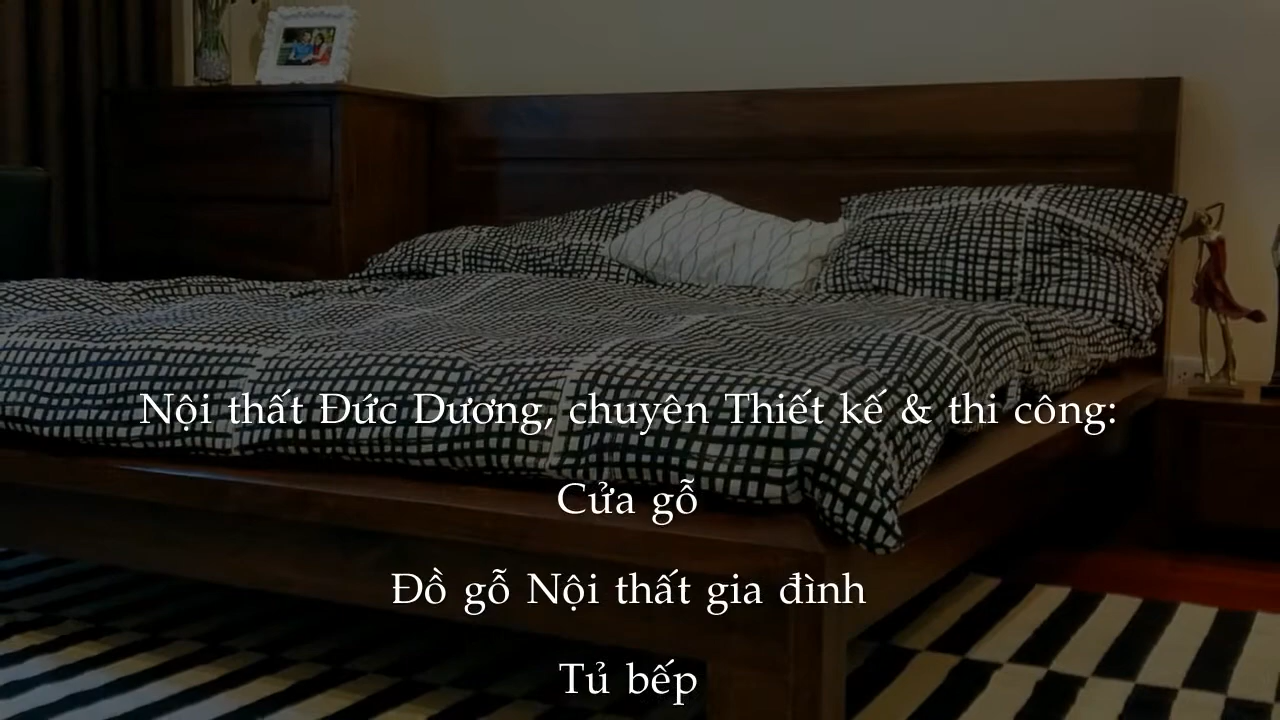 Nội thất Đức Dương, chuyên Thiết kế & thi công:
Cửa gỗ
Đồ gỗ Nội thất gia đình
Tủ bếp